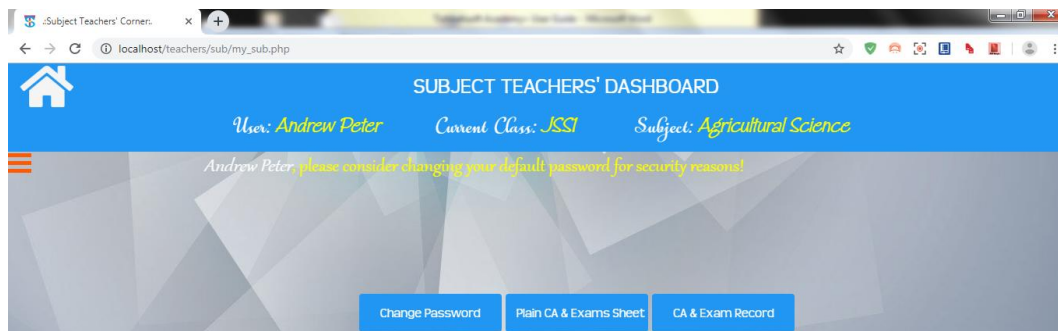 .:Subject Teachers' Corner:.
localhost/teachers/sub/my_sub.php
SUBJECT TEACHERS' DASHBOARD
User: Andrew Peter Current Class: JSS1 Subject: Agricultural Science
Andrew Peter, please consider changing your default password for security reasons!
Change Password Plain CA & Exams Sheet CA & Exam Record